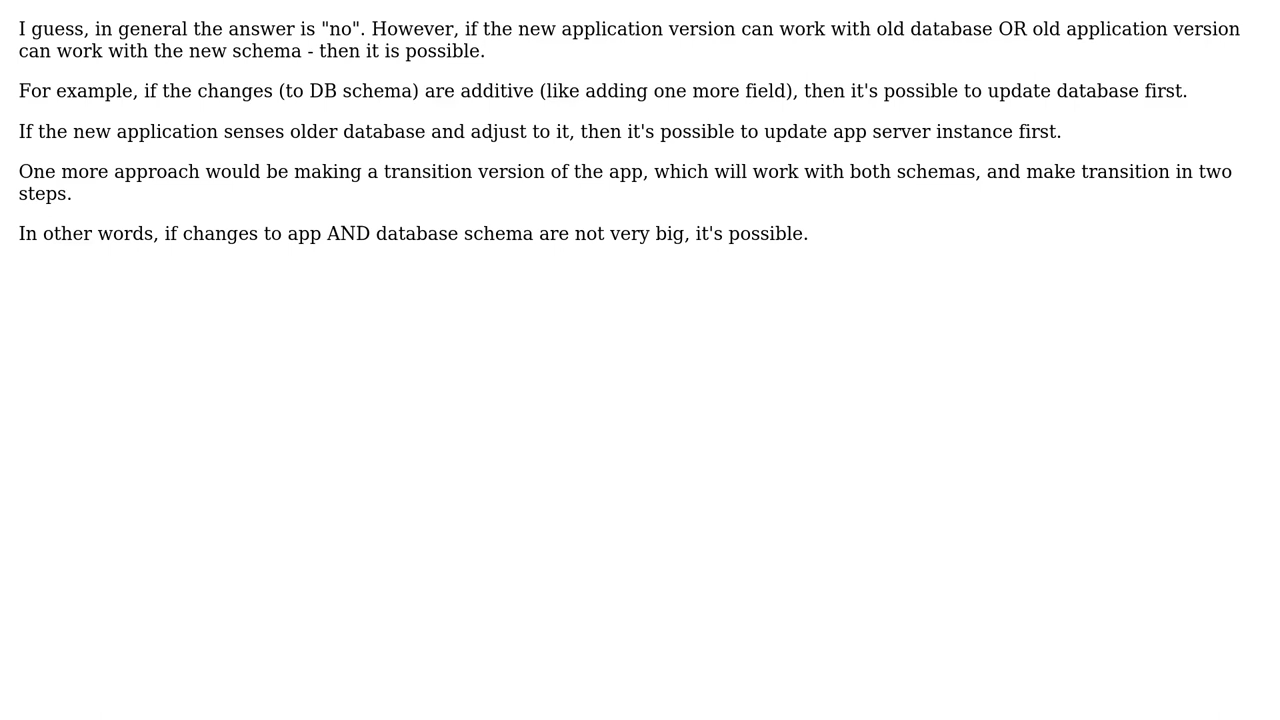 I guess, in general the answer is "no". However, if the new application version can work with old database OR old application version
can work with the new schema - then it is possible.
For example, if the changes (to DB schema) are additive (like adding one more field), then it's possible to update database first.
If the new application senses older database and adjust to it, then it's possible to update app server instance first.
One more approach would be making a transition version of the app, which will work with both schemas, and make transition in two
steps.
In other words, if changes to app AND database schema are not very big, it's possible.